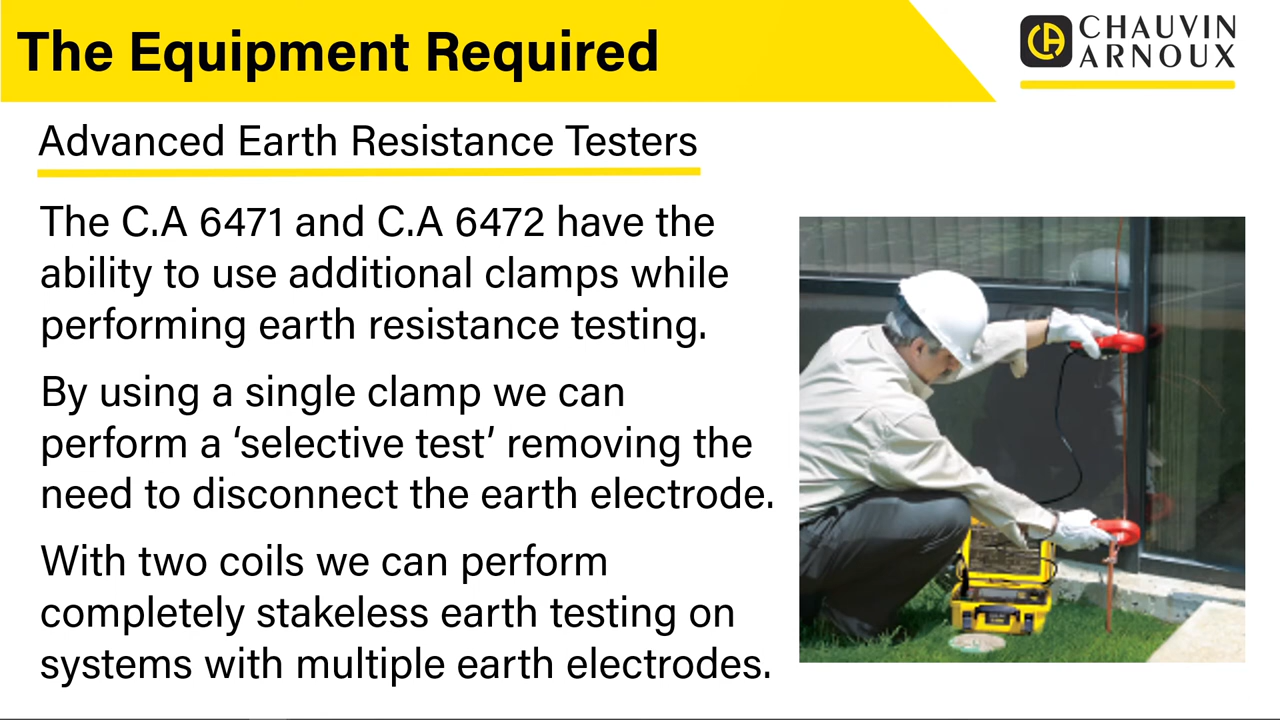 The Equipment Required
CHAUVIN
ARNOUX
Advanced Earth Resistance Testers
The C.A 6471 and C.A 6472 have the
ability to use additional clamps while
performing earth resistance testing.
By using a single clamp we can
perform a ‘selective test’ removing the
need to disconnect the earth electrode.
With two coils we can perform
completely stakeless earth testing on
systems with multiple earth electrodes.